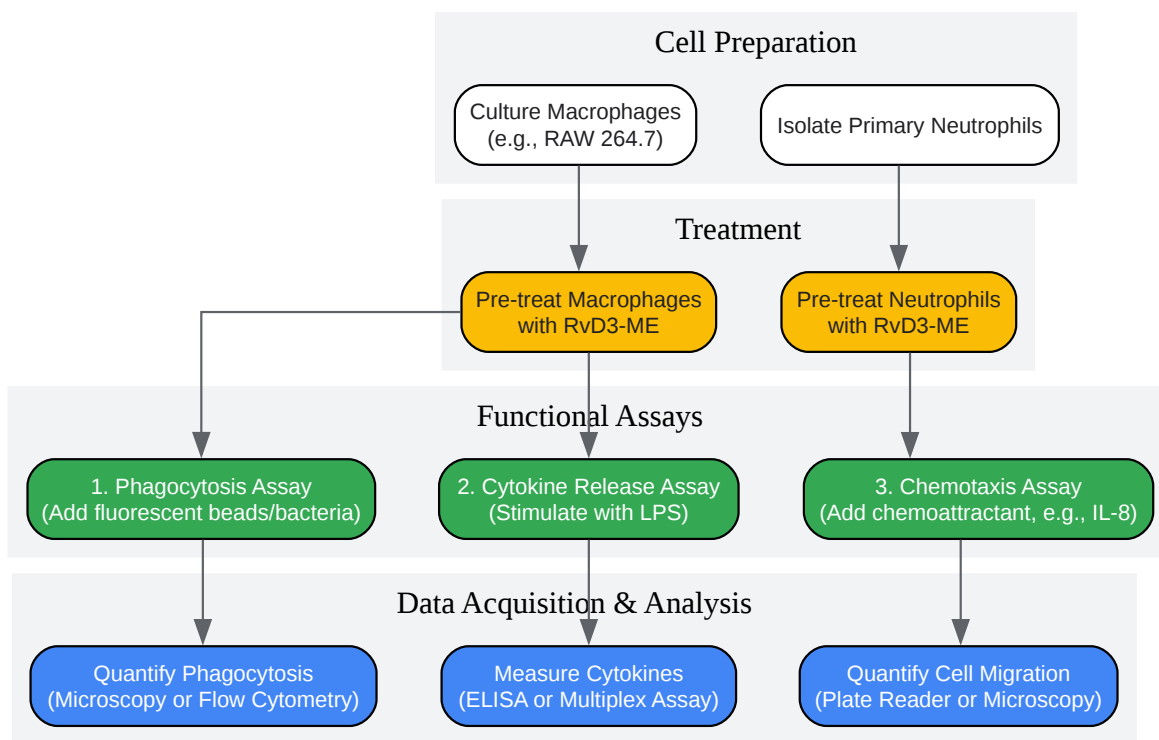 Cell Preparation
Culture Macrophages
(e.g., RAW 264.7)
Isolate Primary Neutrophils
Treatment
Pre-treat Macrophages
with RvD3-ME
Pre-treat Neutrophils
with RvD3-ME
Functional Assays
1. Phagocytosis Assay
(Add fluorescent beads/bacteria)
2. Cytokine Release Assay
(Stimulate with LPS)
3. Chemotaxis Assay
(Add chemoattractant, e.g., IL-8)
Data Acquisition & Analysis
Quantify Phagocytosis
(Microscopy or Flow Cytometry)
Measure Cytokines
(ELISA or Multiplex Assay)
Quantify Cell Migration
(Plate Reader or Microscopy)